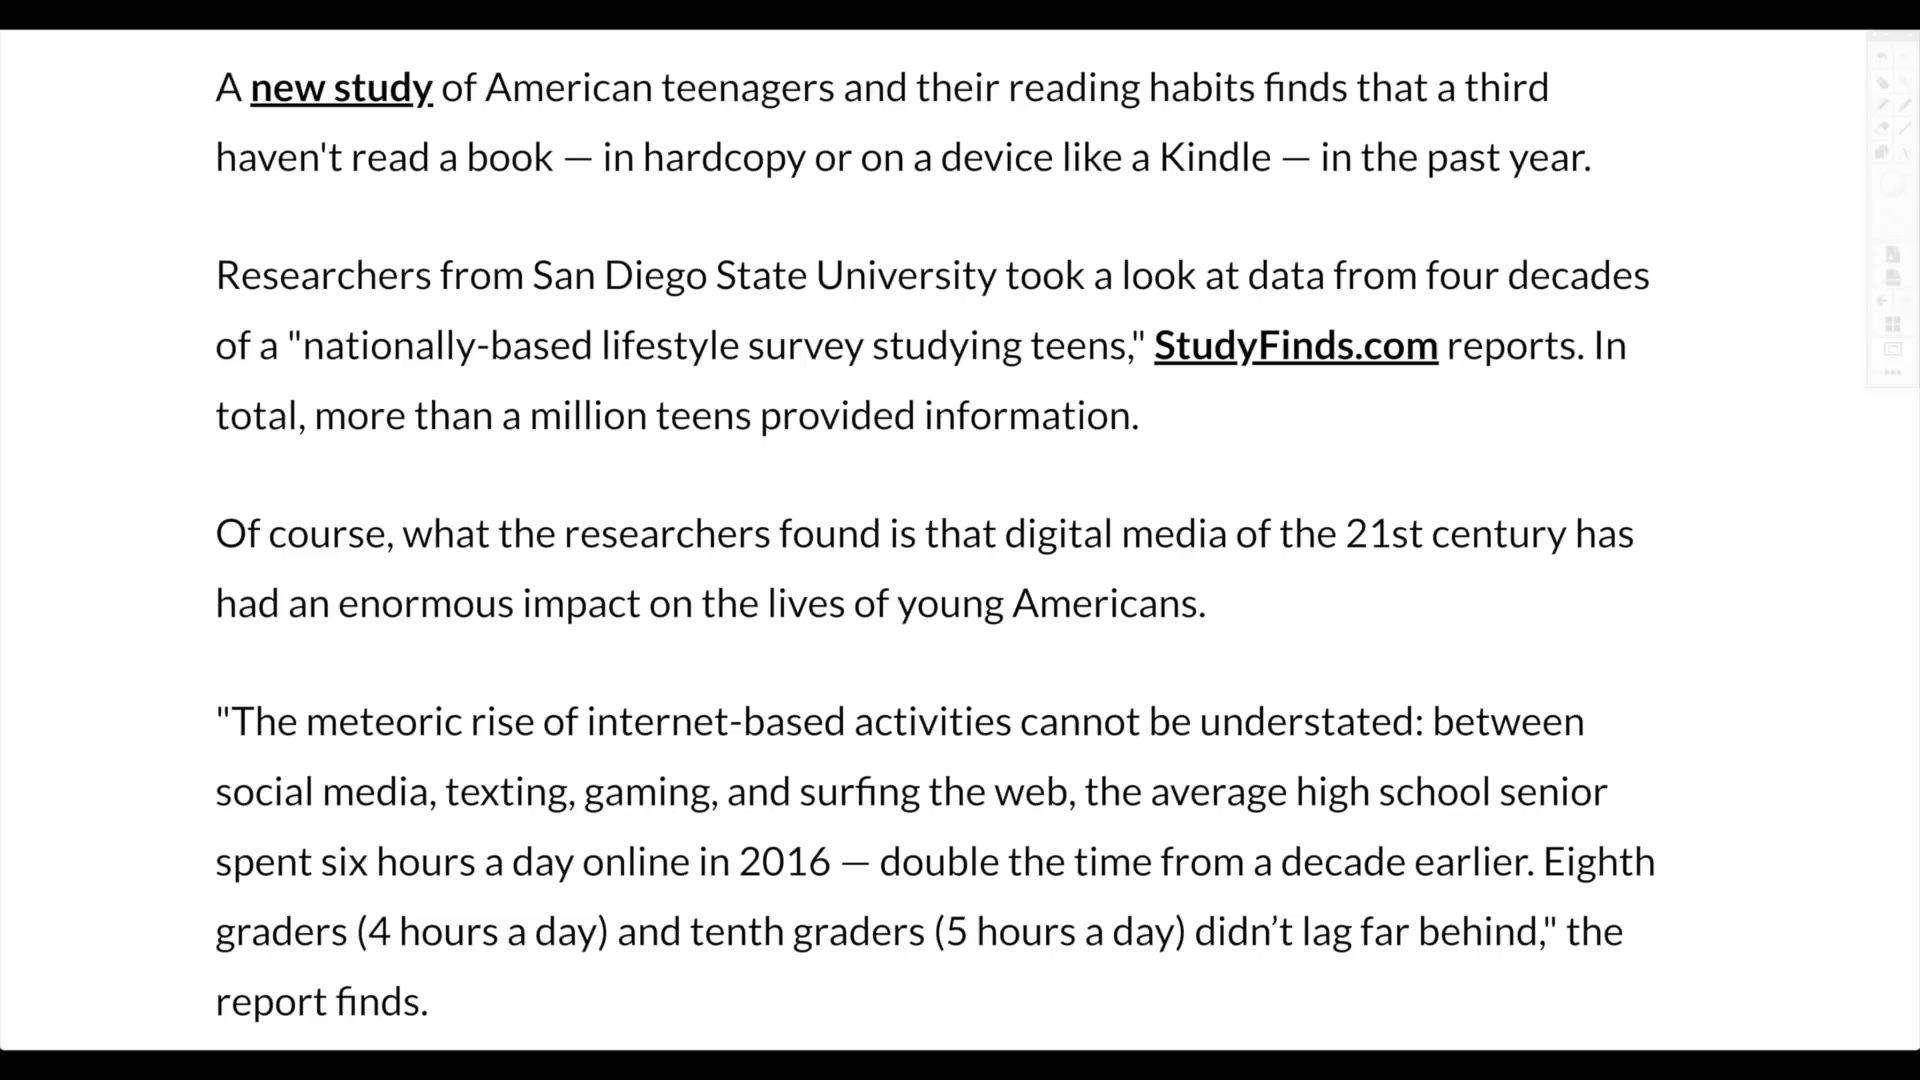 A new study of American teenagers and their reading habits finds that a third
haven't read a book — in hardcopy or on a device like a Kindle — in the past year.
Researchers from San Diego State University took a look at data from four decades
of a "nationally-based lifestyle survey studying teens," StudyFinds.com reports. In
total, more than a million teens provided information.
Of course, what the researchers found is that digital media of the 21st century has
had an enormous impact on the lives of young Americans.
"The meteoric rise of internet-based activities cannot be understated: between
social media, texting, gaming, and surfing the web, the average high school senior
spent six hours a day online in 2016 — double the time from a decade earlier. Eighth
graders (4 hours a day) and tenth graders (5 hours a day) didn’t lag far behind," the
report finds.